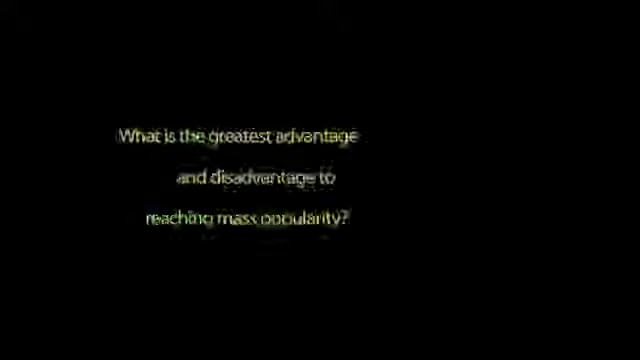 What is the greatest advantage
and disadvantage to
reaching mass popularity?